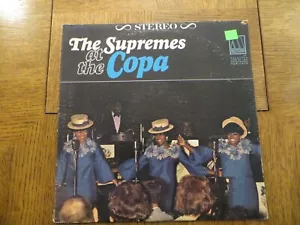 STEREO
The Supremes
at
the Copa